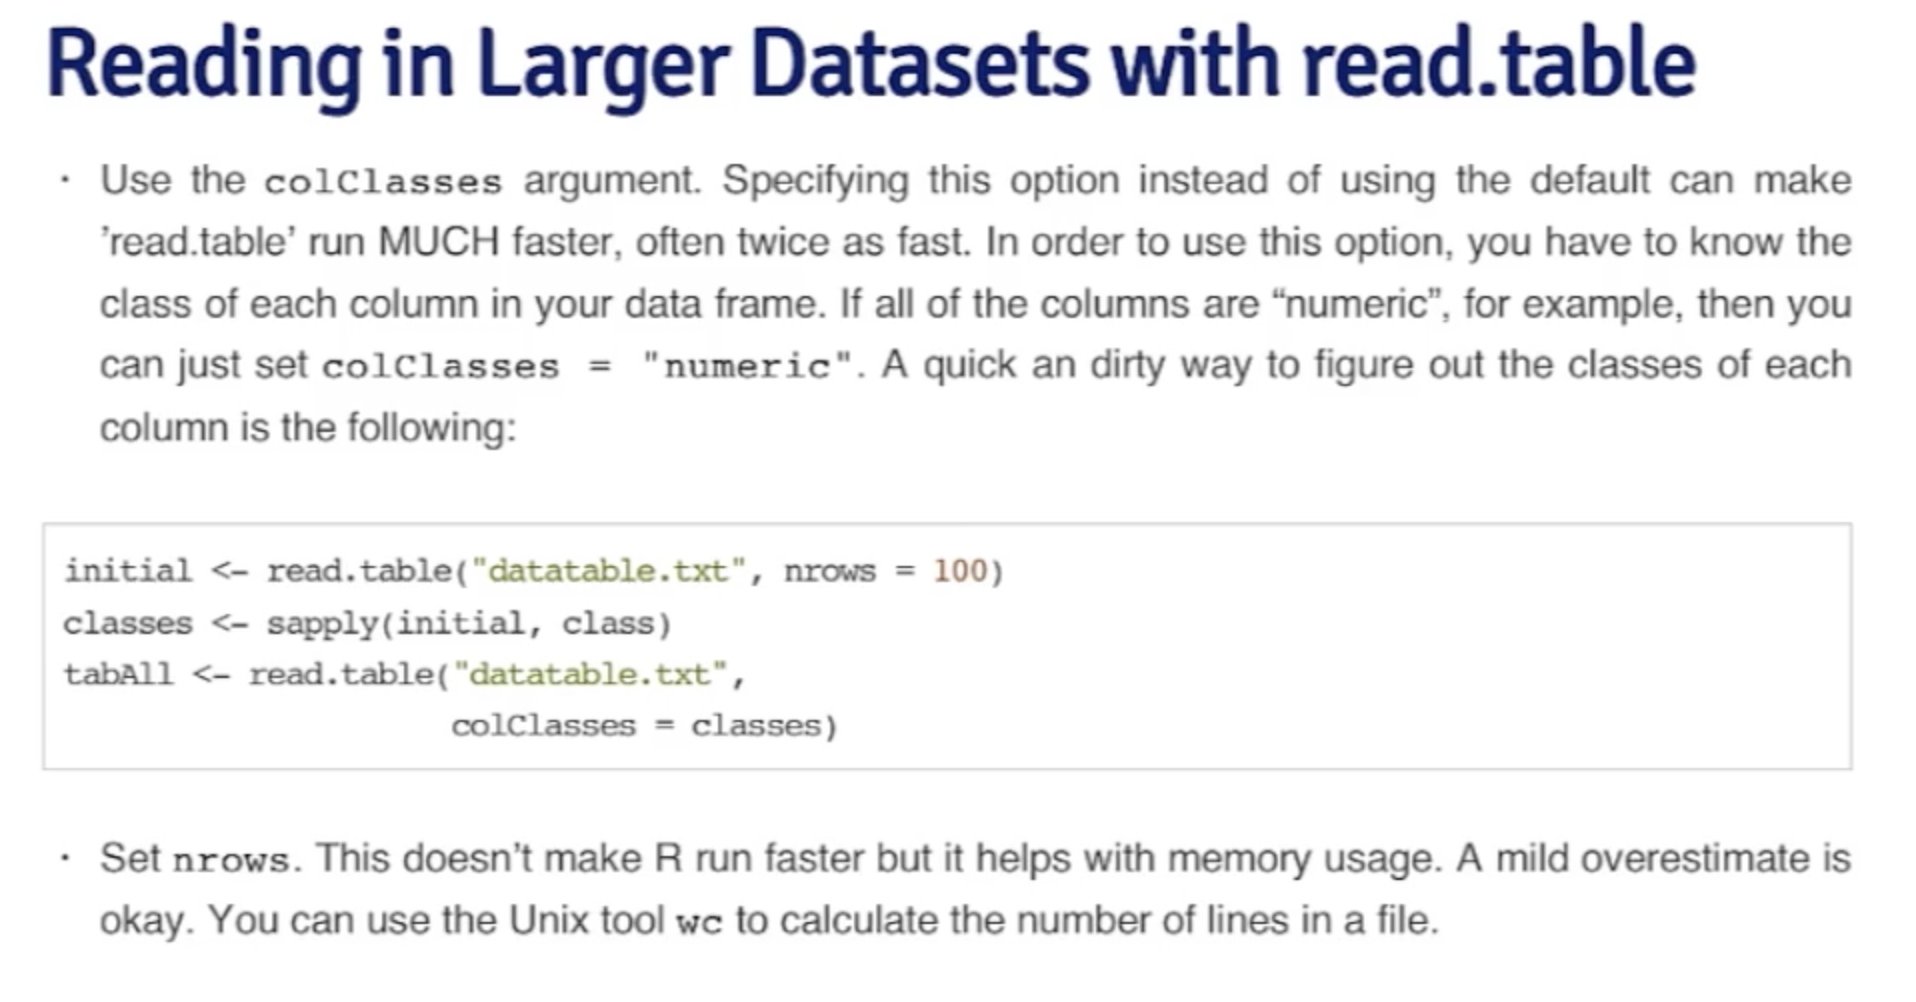 Reading in Larger Datasets with read.table
· Use the colClasses argument. Specifying this option instead of using the default can make
'read.table' run MUCH faster, often twice as fast. In order to use this option, you have to know the
class of each column in your data frame. If all of the columns are “numeric”, for example, then you
can just set colClasses = "numeric". A quick an dirty way to figure out the classes of each
column is the following:
initial <- read.table("datatable.txt", nrows = 100)
classes <- sapply(initial, class)
tabAll <- read.table("datatable.txt",
colClasses = classes)
· Set nrows. This doesn't make R run faster but it helps with memory usage. A mild overestimate is
okay. You can use the Unix tool wc to calculate the number of lines in a file.